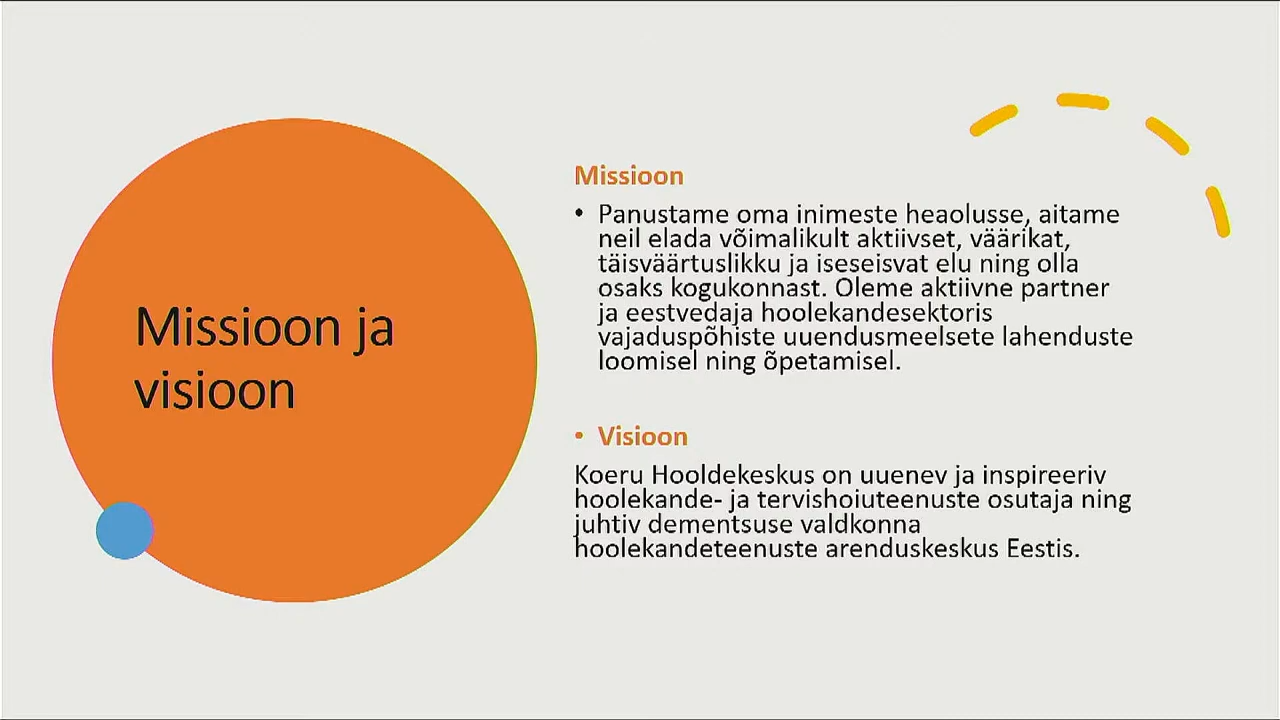 Missioon ja
visioon
Missioon
• Panustame oma inimeste heaolusse, aitame
neil elada võimalikult aktiivset, väärikat,
täisväärtuslikku ja iseseisvat elu ning olla
osaks kogukonnast. Oleme aktiivne partner
ja eestvedaja hoolekandesektoris
vajaduspõhiste uuendusmeelsete lahenduste
loomisel ning õpetamisel.
• Visioon
Koeru Hooldekeskus on uuenev ja inspireeriv
hoolekande- ja tervishoiuteenuste osutaja ning
juhtiv dementsuse valdkonna
hoolekandeteenuste arenduskeskus Eestis.